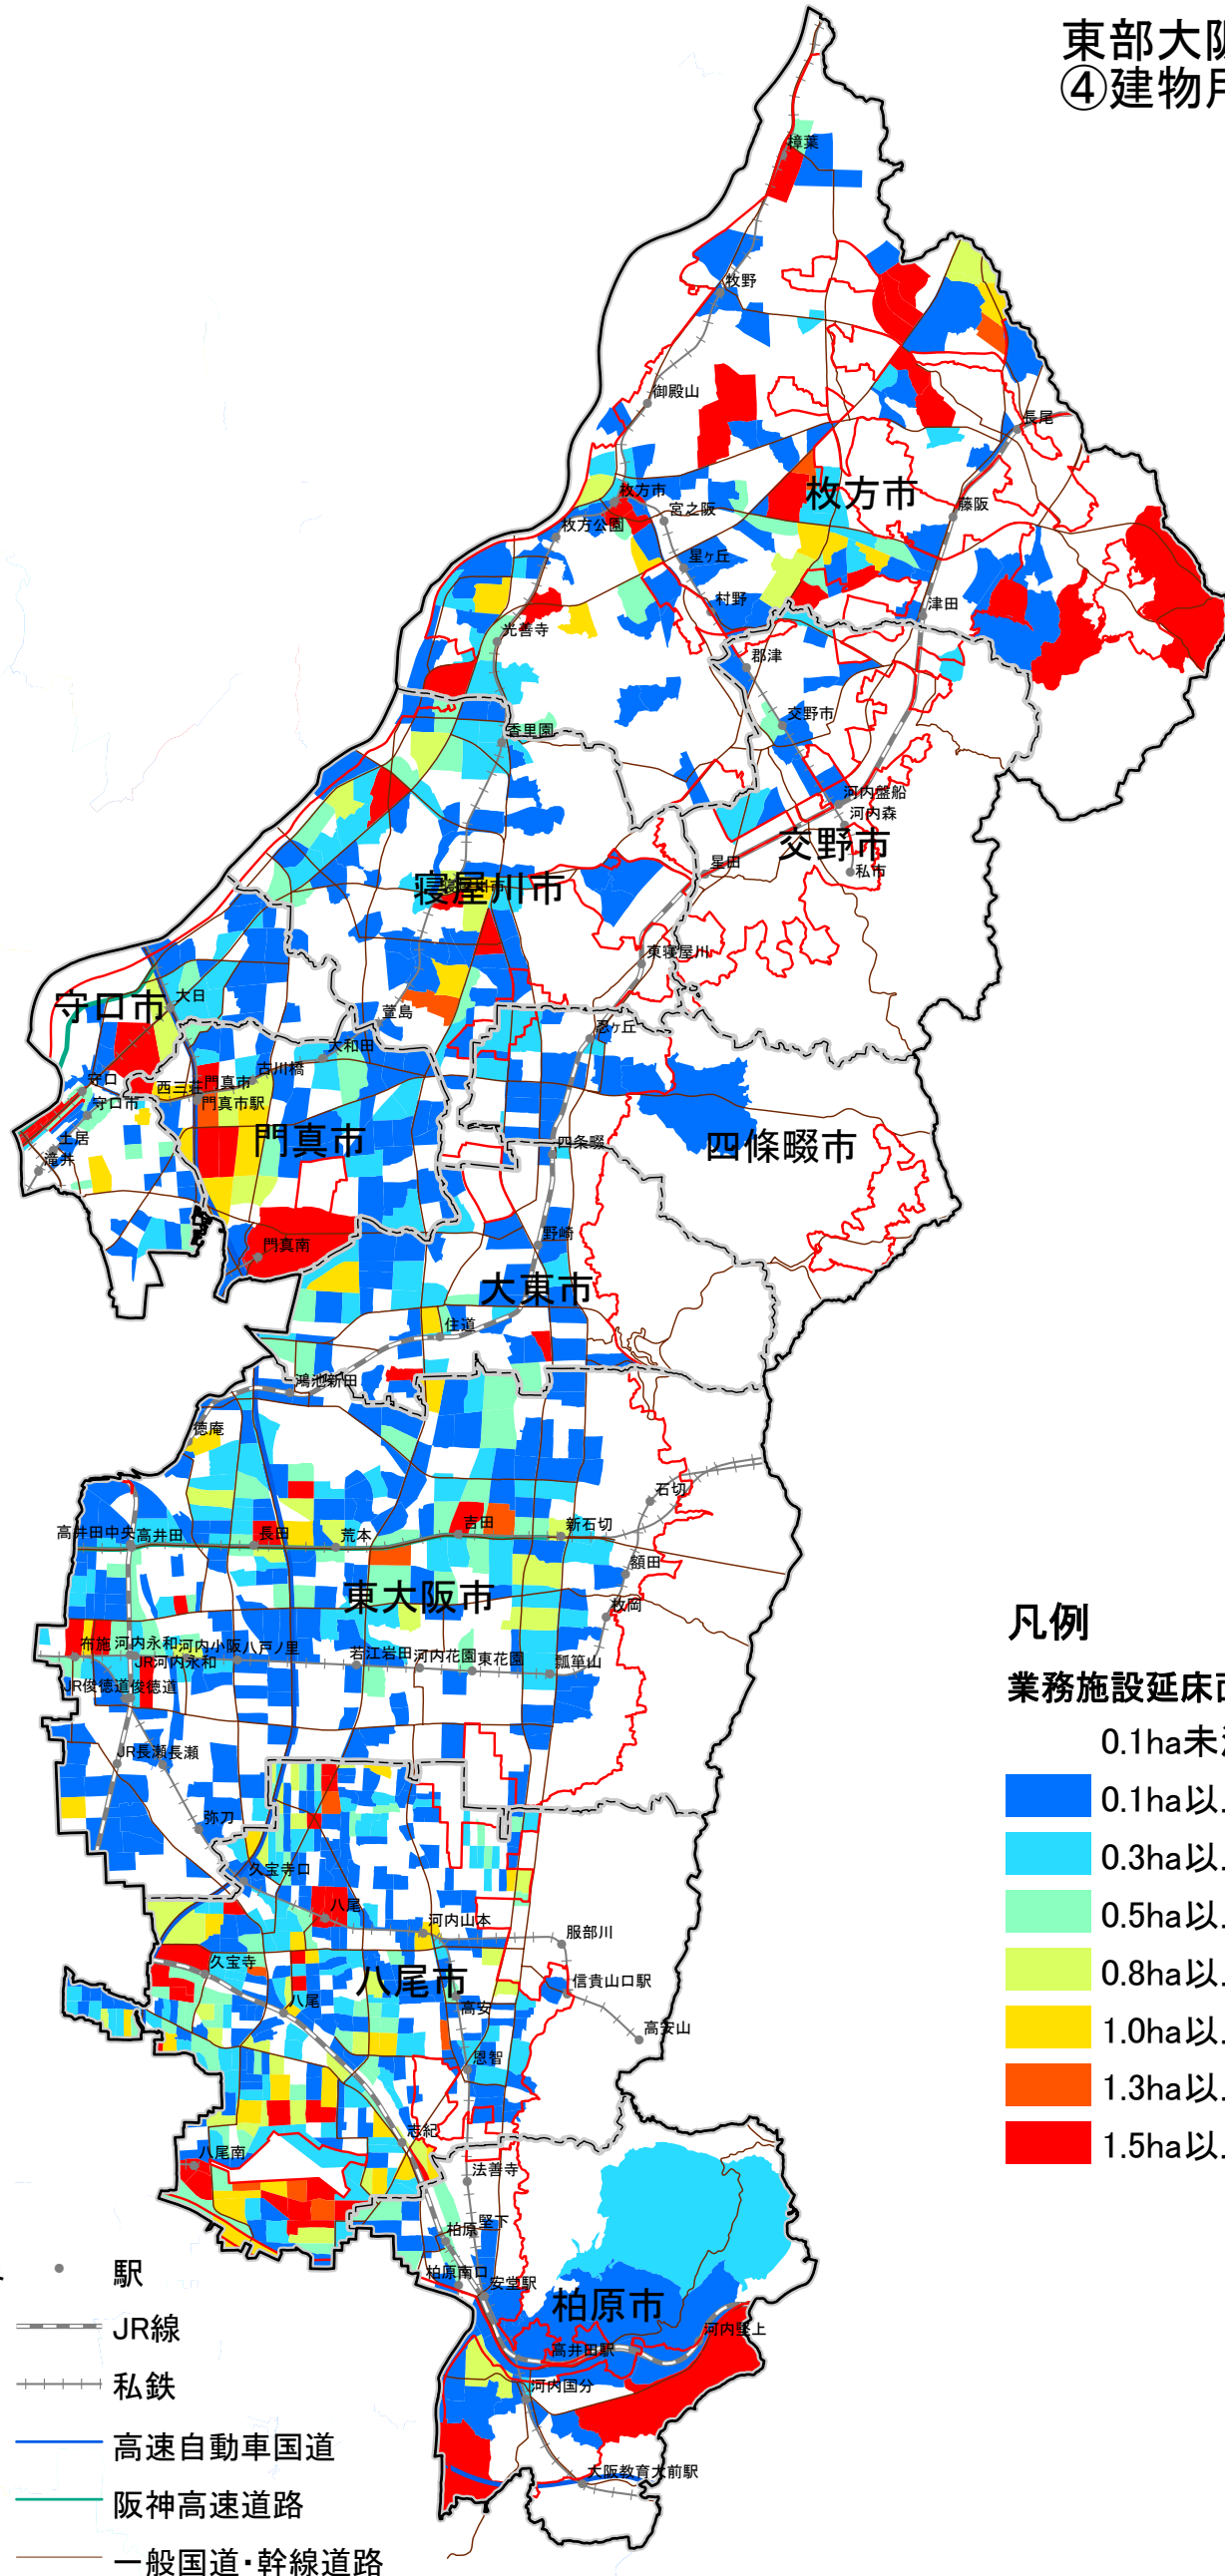 東部大阪
④建物用
樟葉
牧野
御殿山
長尾
枚方市
枚方市
藤阪
宮之阪
枚方公園
星ヶ丘
村野
津田
光善寺
郡津
交野市
香里園
河内磐船
河内森
交野市
星田
私市
寝屋川市
寝屋川市
東寝屋川
大日
守口市
萱島
忍ヶ丘
大和田
古川橋
守口
西三荘
門真市
守口市
門真市駅
土居
門真市
四条畷
四條畷市
滝井
野崎
門真南
大東市
住道
鴻池新田
徳庵
石切
高井田中央
高井田
長田
荒本
吉田
新石切
額田
東大阪市
枚岡
布施
河内永和
河内小阪
八戸ノ里
JR河内永和
若江岩田
河内花園
東花園
瓢箪山
JR俊徳道
俊徳道
JR長瀬
長瀬
弥刀
久宝寺口
八尾
河内山本
服部川
久宝寺
八尾市
信貴山口駅
八尾
高安
高安山
恩智
志紀
八尾南
法善寺
柏原
堅下
柏原南口
安堂駅
柏原市
高井田駅
河内堅上
河内国分
大阪教育大前駅
凡例
業務施設延床面
0.1ha未満
0.1ha以上
0.3ha以上
0.5ha以上
0.8ha以上
1.0ha以上
1.3ha以上
1.5ha以上
駅
JR線
私鉄
高速自動車国道
阪神高速道路
一般国道・幹線道路